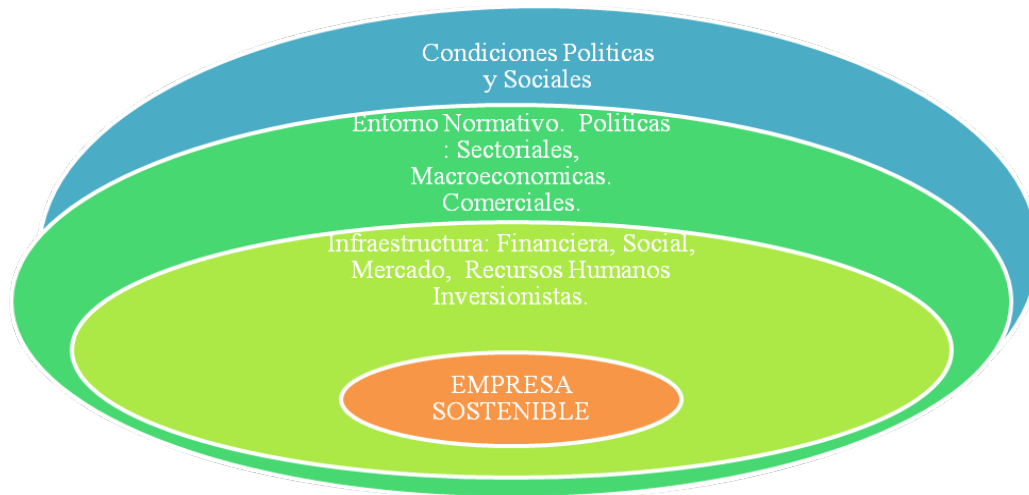 Condiciones Politicas
y Sociales
Entorno Normativo.  Politicas
: Sectoriales,
Macroeconomicas.
Comerciales.
Infraestructura: Financiera, Social,
Mercado,  Recursos Humanos
Inversionistas.
EMPRESA
SOSTENIBLE